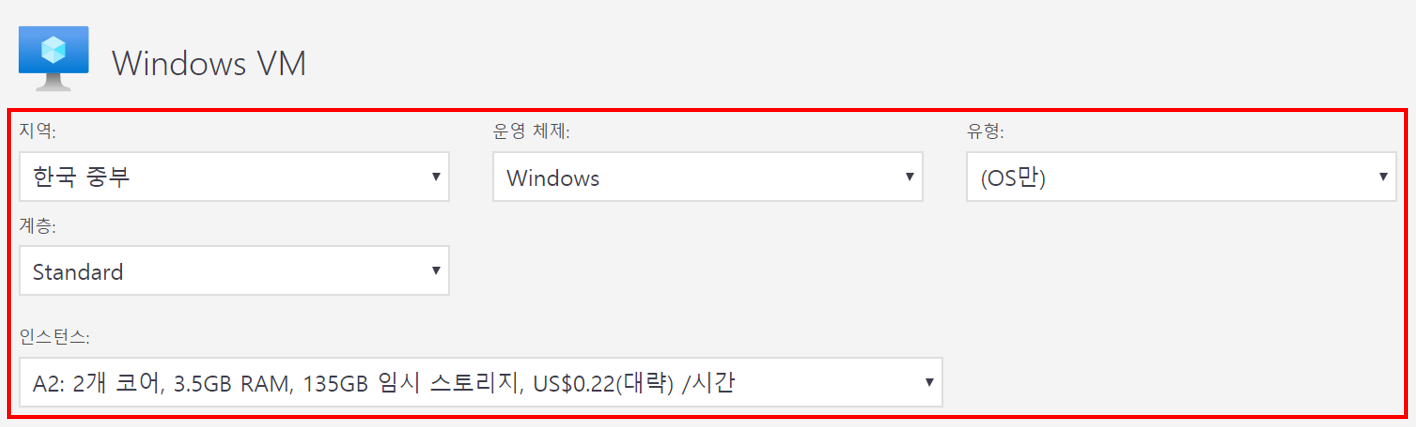 Windows VM
지역: 운영 체제: 유형:
한국 중부 Windows (OS만)
계층:
Standard
인스턴스:
A2: 2개 코어, 3.5GB RAM, 135GB 임시 스토리지, US$0.22(대략) /시간